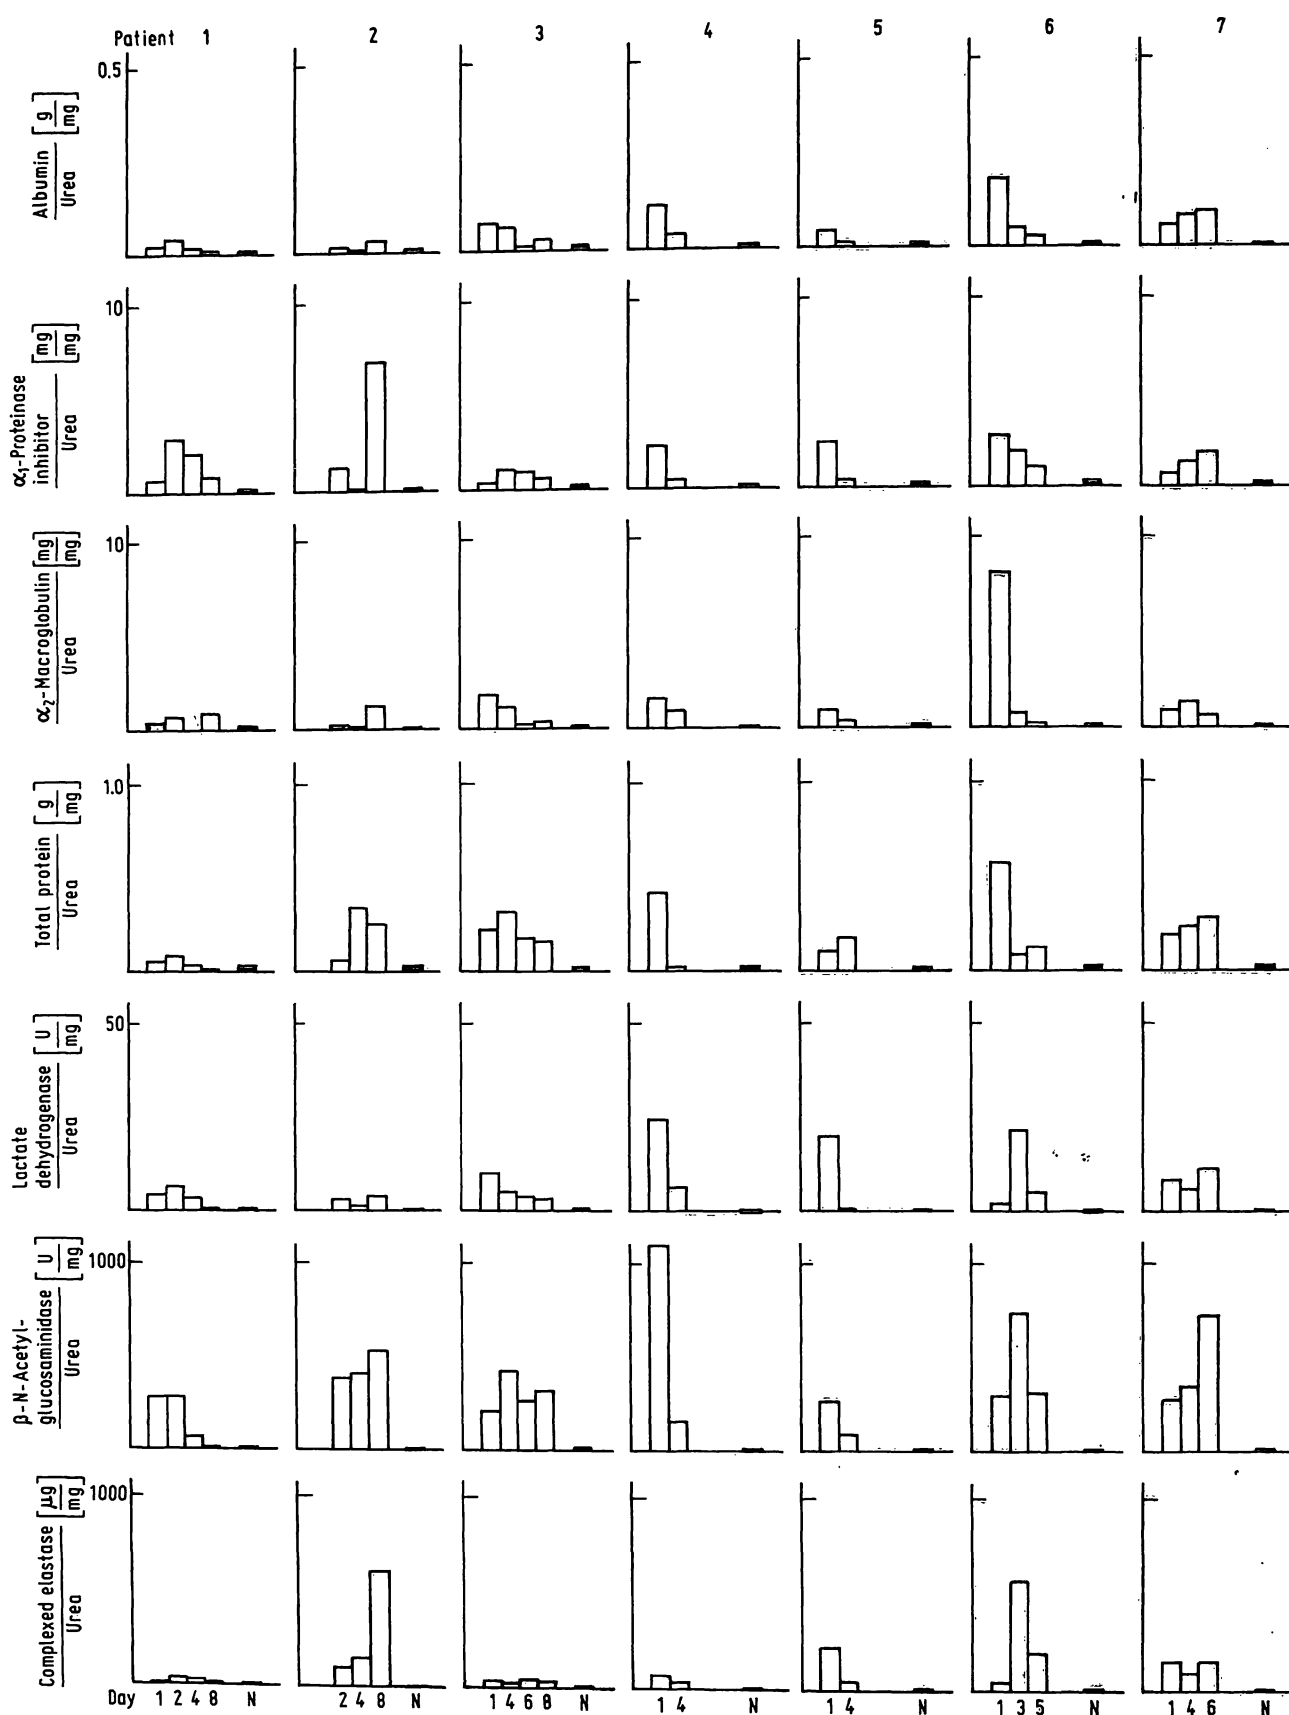 Patient 1 2 3 4 5 6 7
0.5
Albumin [g]
Urea [mg]
10
α₁-Proteinase
inhibitor [mg]
Urea [mg]
10
α₂-Macroglobulin [mg]
Urea [mg]
1.0
Total protein [g]
Urea [mg]
50
Lactate
dehydrogenase [U]
Urea [mg]
1000
β-N-Acetyl-
glucosaminidase [U]
Urea [mg]
1000
Complexed elastase [µg]
Urea [mg]
Day 1 2 4 8 N 2 4 8 N 1 4 6 8 N 1 4 N 1 4 N 1 3 5 N 1 4 6 N